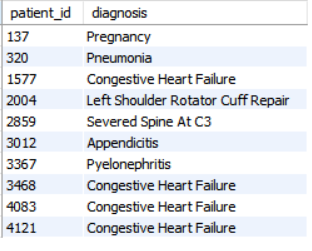 patient_id diagnosis
137 Pregnancy
320 Pneumonia
1577 Congestive Heart Failure
2004 Left Shoulder Rotator Cuff Repair
2859 Severed Spine At C3
3012 Appendicitis
3367 Pyelonephritis
3468 Congestive Heart Failure
4083 Congestive Heart Failure
4121 Congestive Heart Failure